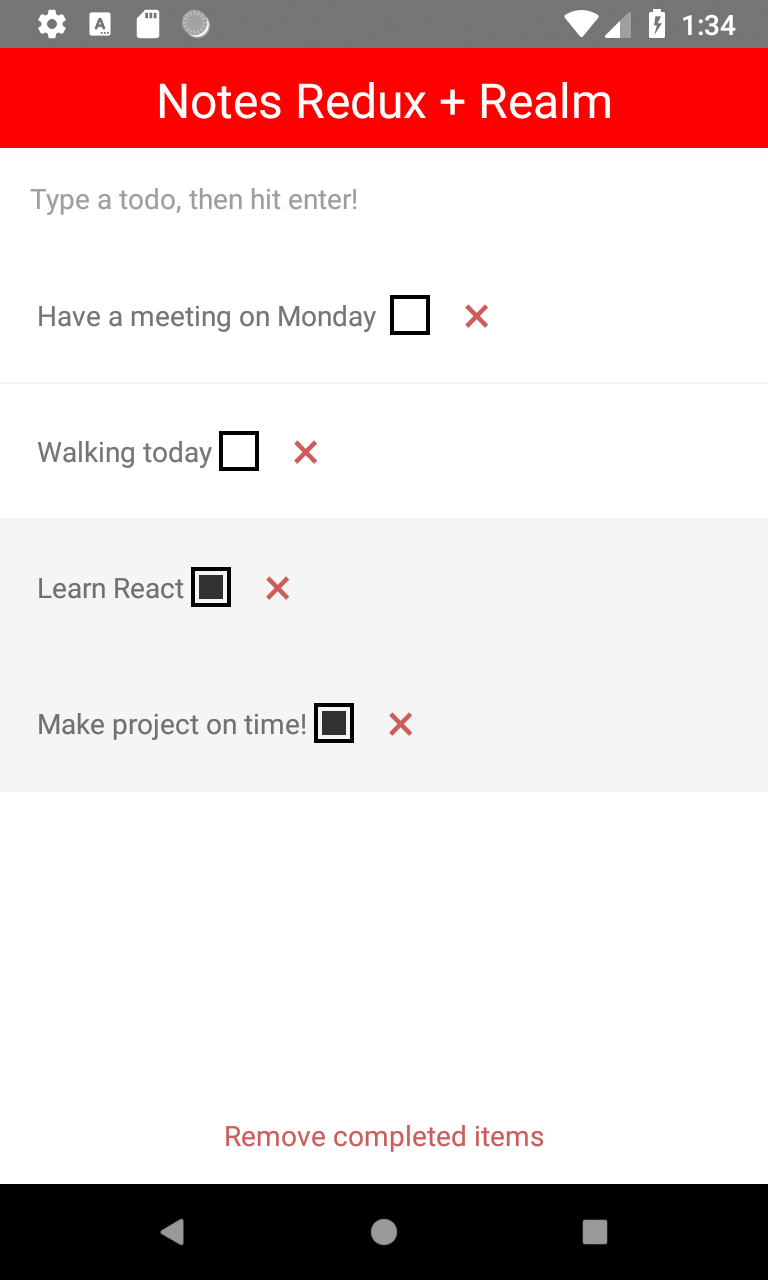 1:34
Notes Redux + Realm
Type a todo, then hit enter!
Have a meeting on Monday
Walking today
Learn React
Make project on time!
Remove completed items